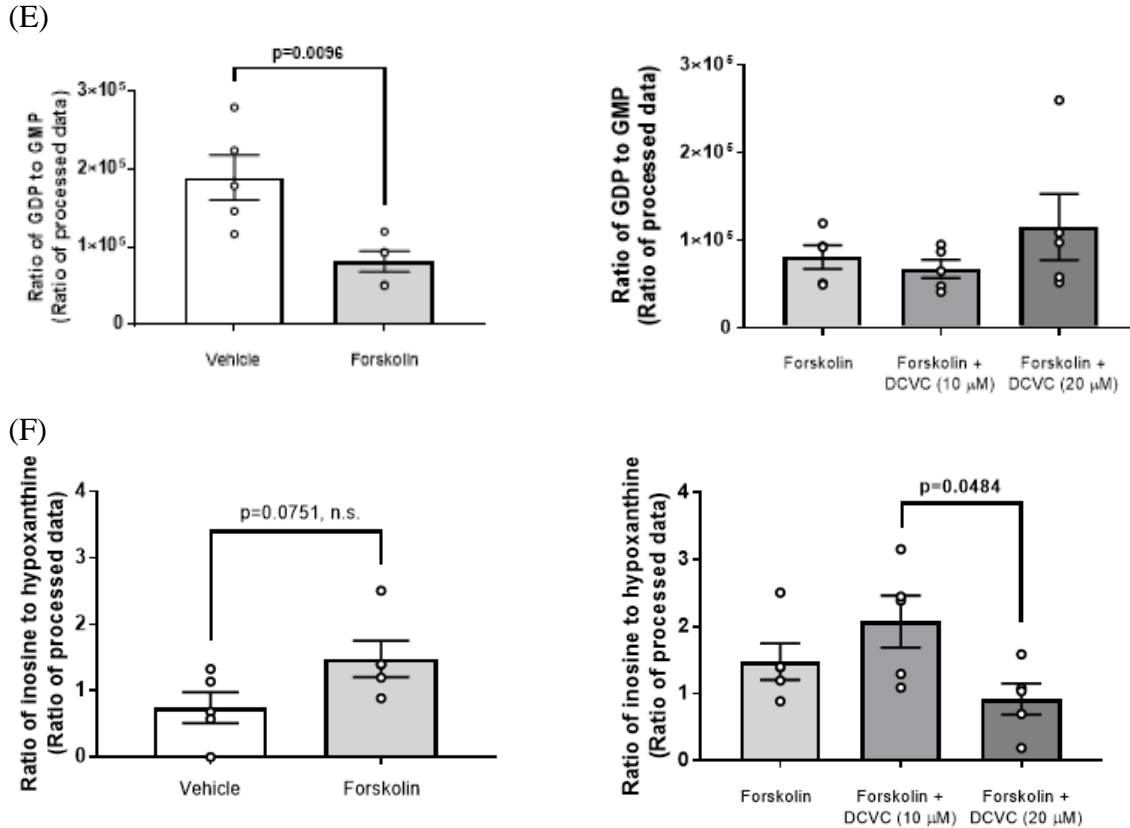 (E)
p=0.0096
Ratio of GDP to GMP
(Ratio of processed data)
3×10⁵
2×10⁵
1×10⁵
0
Vehicle
Forskolin
Ratio of GDP to GMP
(Ratio of processed data)
3×10⁵
2×10⁵
1×10⁵
0
Forskolin
Forskolin +
DCVC (10 μM)
Forskolin +
DCVC (20 μM)
(F)
Ratio of inosine to hypoxanthine
(Ratio of processed data)
4
3
2
1
0
p=0.0751, n.s.
Vehicle
Forskolin
Ratio of inosine to hypoxanthine
(Ratio of processed data)
4
3
2
1
0
p=0.0484
Forskolin
Forskolin +
DCVC (10 μM)
Forskolin +
DCVC (20 μM)